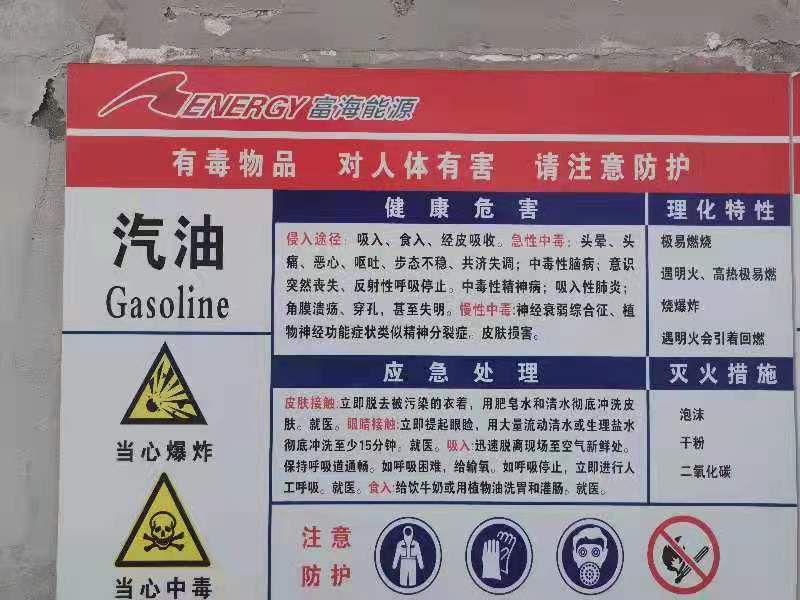 ENERGY 富海能源
有毒物品 对人体有害 请注意防护
汽油
Gasoline
当心爆炸
当心中毒
健康危害
侵入途径：吸入、食入、经皮吸收。急性中毒：头晕、头
痛、恶心、呕吐、步态不稳、共济失调；中毒性脑病；意识
突然丧失、反射性呼吸停止。中毒性精神病；吸入性肺炎；
角膜溃疡、穿孔，甚至失明。慢性中毒：神经衰弱综合征、植
物神经功能症状类似精神分裂症。皮肤损害。
理化特性
极易燃烧
遇明火、高热极易燃
烧爆炸
遇明火会引着回燃
应急处理
皮肤接触：立即脱去被污染的衣着，用肥皂水和清水彻底冲洗皮
肤。就医。眼睛接触：立即提起眼睑，用大量流动清水或生理盐水
彻底冲洗至少15分钟。就医。吸入：迅速脱离现场至空气新鲜处。
保持呼吸道通畅。如呼吸困难，给输氧。如呼吸停止，立即进行人
工呼吸。就医。食入：给饮牛奶或用植物油洗胃和灌肠。就医。
灭火措施
泡沫
干粉
二氧化碳
注意
防护